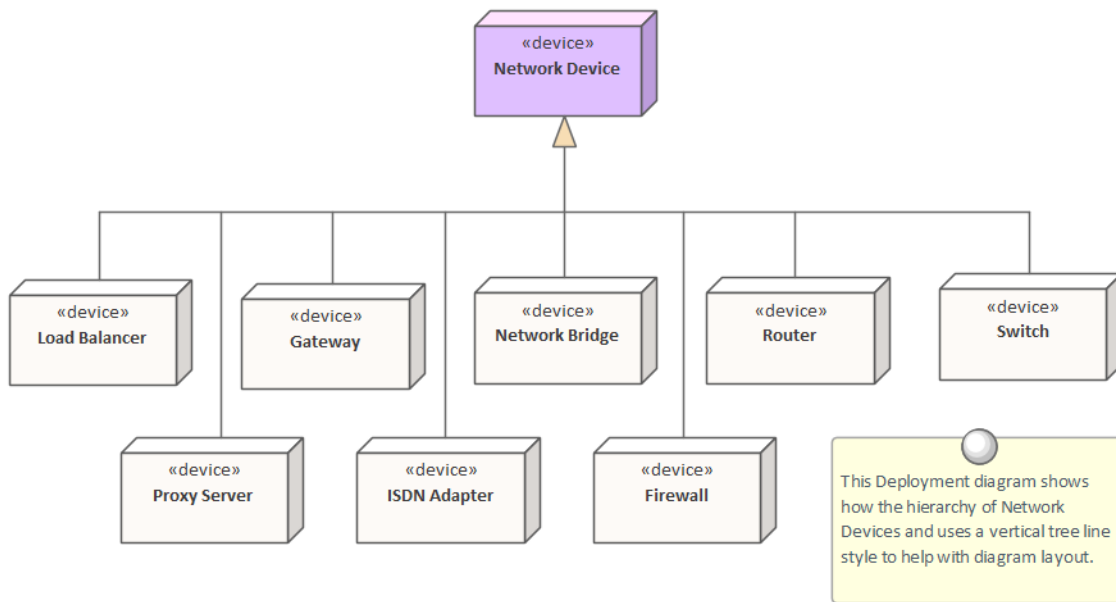 «device»
Network Device
«device»
Load Balancer
«device»
Gateway
«device»
Network Bridge
«device»
Router
«device»
Switch
«device»
Proxy Server
«device»
ISDN Adapter
«device»
Firewall
This Deployment diagram shows
how the hierarchy of Network
Devices and uses a vertical tree line
style to help with diagram layout.